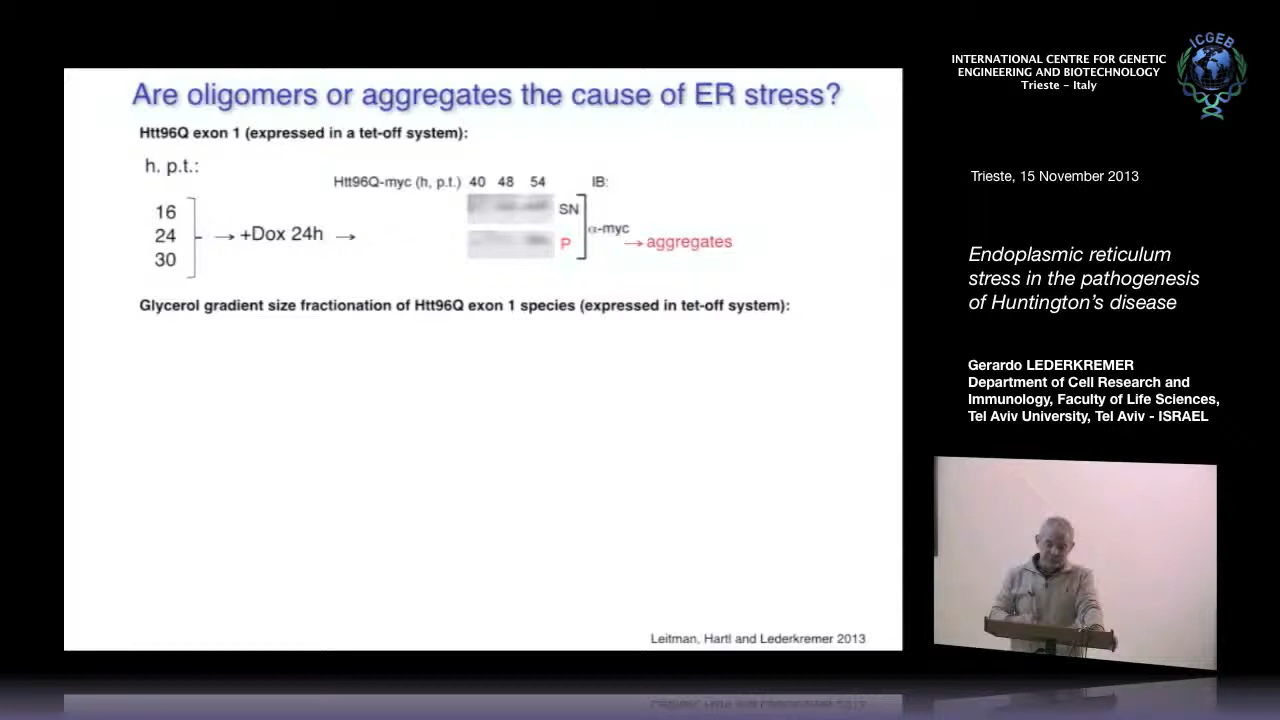 Are oligomers or aggregates the cause of ER stress?
Htt96Q exon 1 (expressed in a tet-off system):
h. p.t.:
16
24
30
→ +Dox 24h →
Htt96Q-myc (h, p.t.) 40 48 54 IB:
SN
P
α-myc
→ aggregates
Glycerol gradient size fractionation of Htt96Q exon 1 species (expressed in tet-off system):
Leitman, Hartl and Lederkremer 2013
INTERNATIONAL CENTRE FOR GENETIC
ENGINEERING AND BIOTECHNOLOGY
Trieste - Italy
ICGEB
Trieste, 15 November 2013
Endoplasmic reticulum
stress in the pathogenesis
of Huntington's disease
Gerardo LEDERKREMER
Department of Cell Research and
Immunology, Faculty of Life Sciences,
Tel Aviv University, Tel Aviv - ISRAEL